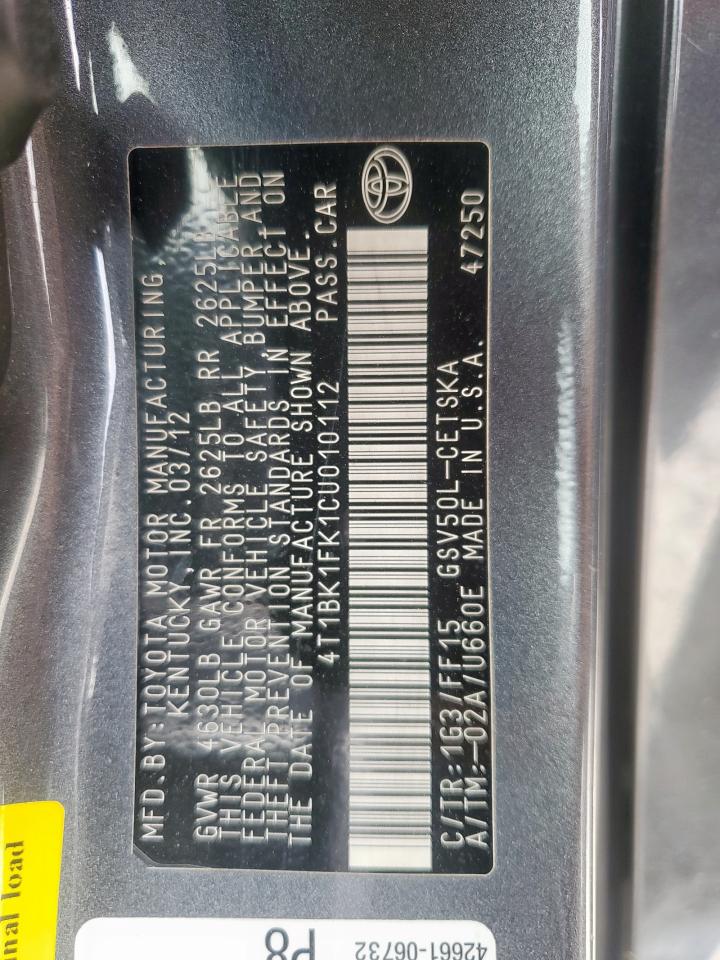 MFD.BY:TOYOTA MOTOR MANUFACTURING,
KENTUCKY,INC.03/12
GVWR 4630LB GAWR FR 2625LB RR 2625LB
THIS VEHICLE CONFORMS TO ALL APPLICABLE
FEDERAL MOTOR VEHICLE SAFETY BUMPER,AND
THEFT PREVENTION STANDARDS IN EFFECT ON
THE DATE OF MANUFACTURE SHOWN ABOVE.
4T1BK1FK1CU010112 PASS.CAR
C/TR:1G3/FF15 GSV50L-CETSKA
A/TM:-02A/U660E MADE IN U.S.A. 47250
nal load
P8
42661-06732